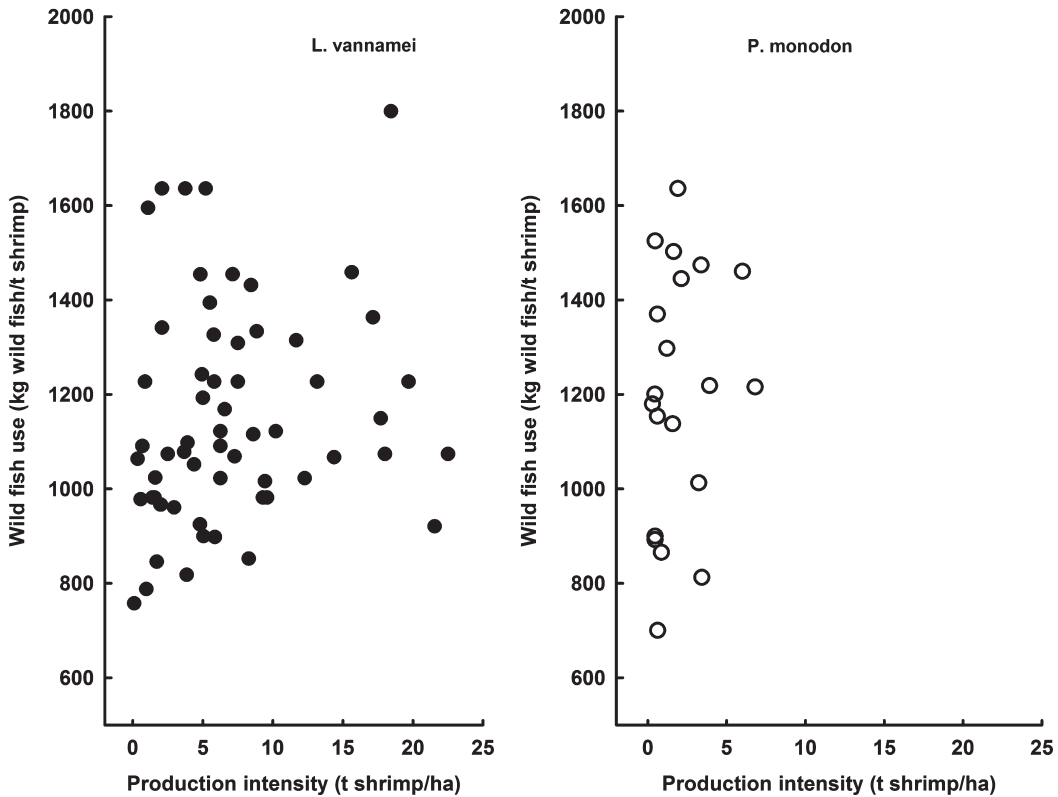 L. vannamei
2000
1800
1600
1400
1200
1000
800
600
Wild fish use (kg wild fish/t shrimp)
0 5 10 15 20 25
Production intensity (t shrimp/ha)
P. monodon
2000
1800
1600
1400
1200
1000
800
600
Wild fish use (kg wild fish/t shrimp)
0 5 10 15 20 25
Production intensity (t shrimp/ha)